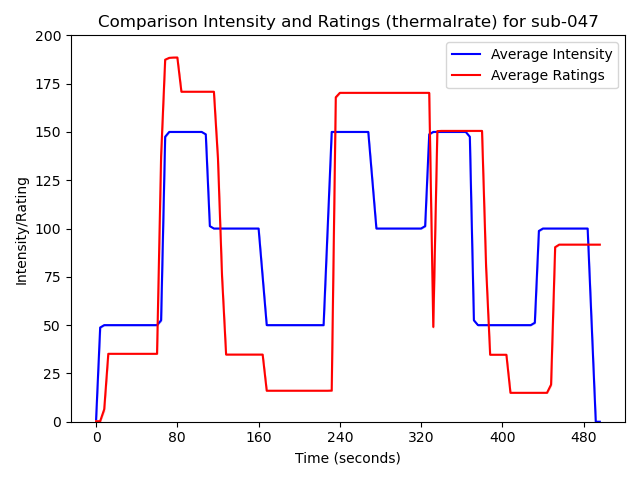 Comparison Intensity and Ratings (thermalrate) for sub-047
Average Intensity
Average Ratings
Intensity/Rating
200
175
150
125
100
75
50
25
0
0 80 160 240 320 400 480
Time (seconds)